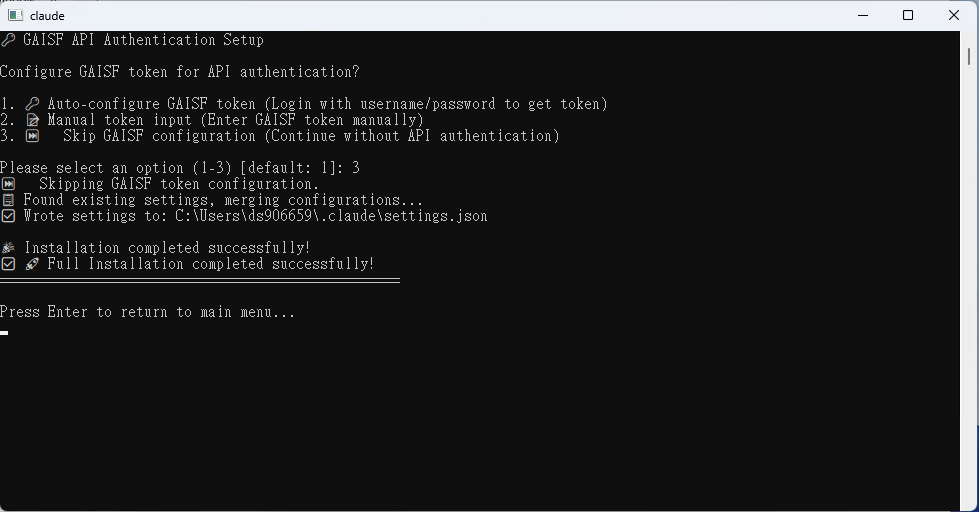 claude
🔑 GAISF API Authentication Setup
Configure GAISF token for API authentication?
1. 🔑 Auto-configure GAISF token (Login with username/password to get token)
2. 📝 Manual token input (Enter GAISF token manually)
3. ⏭️ Skip GAISF configuration (Continue without API authentication)
Please select an option (1-3) [default: 1]: 3
⏭️ Skipping GAISF token configuration.
📋 Found existing settings, merging configurations...
☑ Wrote settings to: C:\Users\ds906659\.claude\settings.json
🎉 Installation completed successfully!
☑ 🚀 Full Installation completed successfully!
==================================================
Press Enter to return to main menu...